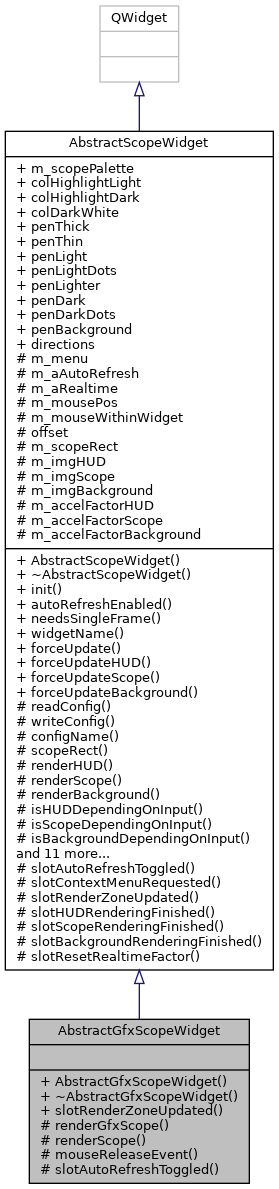 QWidget
AbstractScopeWidget
+ m_scopePalette
+ colHighlightLight
+ colHighlightDark
+ colDarkWhite
+ penThick
+ penThin
+ penLight
+ penLightDots
+ penLighter
+ penDark
+ penDarkDots
+ penBackground
+ directions
# m_menu
# m_aAutoRefresh
# m_aRealtime
# m_mousePos
# m_mouseWithinWidget
# offset
# m_scopeRect
# m_imgHUD
# m_imgScope
# m_imgBackground
# m_accelFactorHUD
# m_accelFactorScope
# m_accelFactorBackground
+ AbstractScopeWidget()
+ ~AbstractScopeWidget()
+ init()
+ autoRefreshEnabled()
+ needsSingleFrame()
+ widgetName()
+ forceUpdate()
+ forceUpdateHUD()
+ forceUpdateScope()
+ forceUpdateBackground()
# readConfig()
# writeConfig()
# configName()
# scopeRect()
# renderHUD()
# renderScope()
# renderBackground()
# isHUDDependingOnInput()
# isScopeDependingOnInput()
# isBackgroundDependingOnInput()
and 11 more...
# slotAutoRefreshToggled()
# slotContextMenuRequested()
# slotRenderZoneUpdated()
# slotHUDRenderingFinished()
# slotScopeRenderingFinished()
# slotBackgroundRenderingFinished()
# slotResetRealtimeFactor()
AbstractGfxScopeWidget
+ AbstractGfxScopeWidget()
+ ~AbstractGfxScopeWidget()
+ slotRenderZoneUpdated()
# renderGfxScope()
# renderScope()
# mouseReleaseEvent()
# slotAutoRefreshToggled()